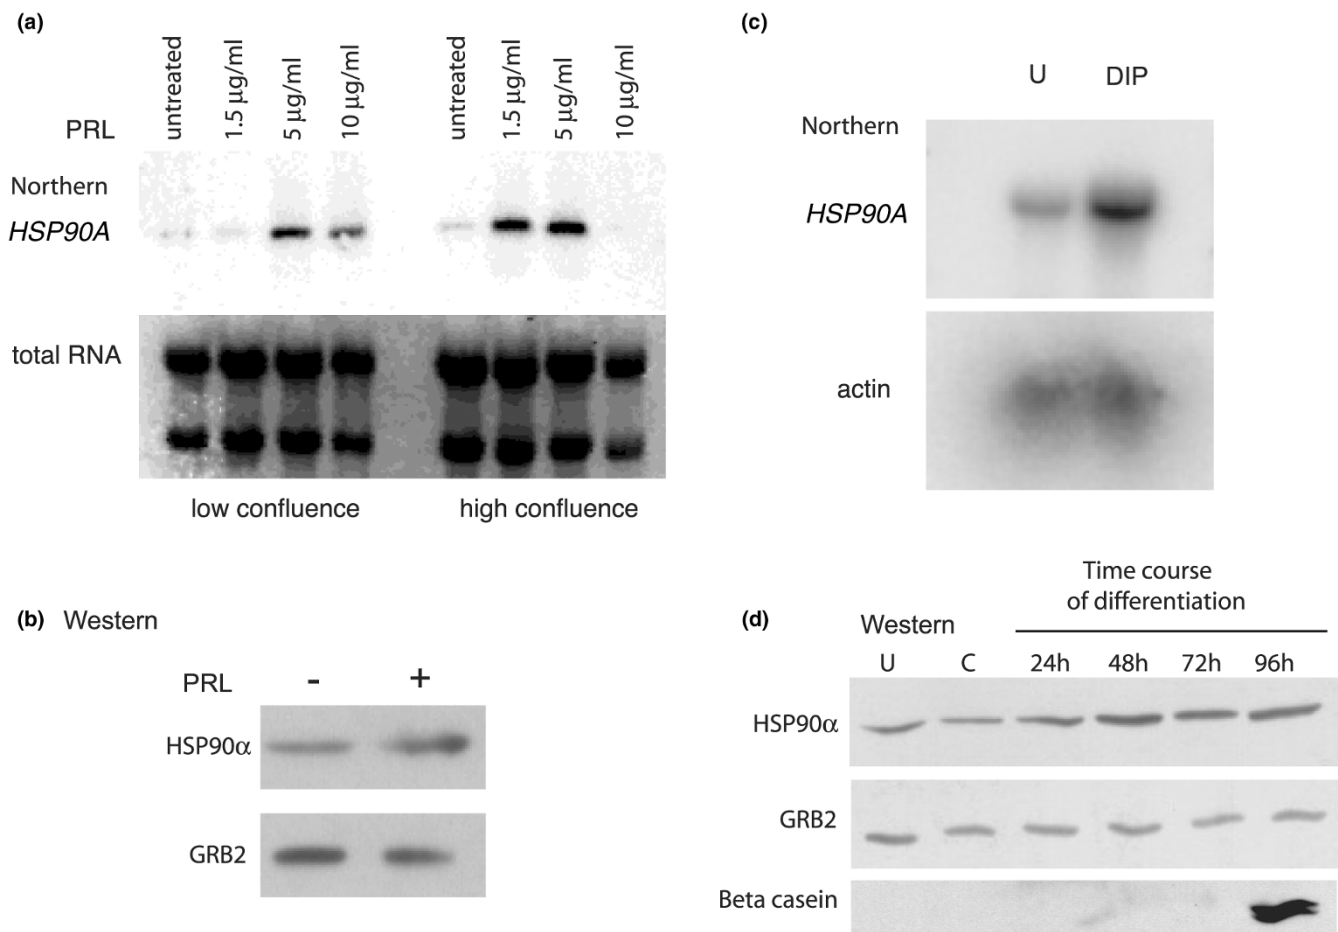 (a)
PRL
untreated
1.5 µg/ml
5 µg/ml
10 µg/ml
untreated
1.5 µg/ml
5 µg/ml
10 µg/ml
Northern
HSP90A
total RNA
low confluence
high confluence
(b) Western
PRL - +
HSP90α
GRB2
(c)
U DIP
Northern
HSP90A
actin
(d)
Time course
of differentiation
Western
U C 24h 48h 72h 96h
HSP90α
GRB2
Beta casein